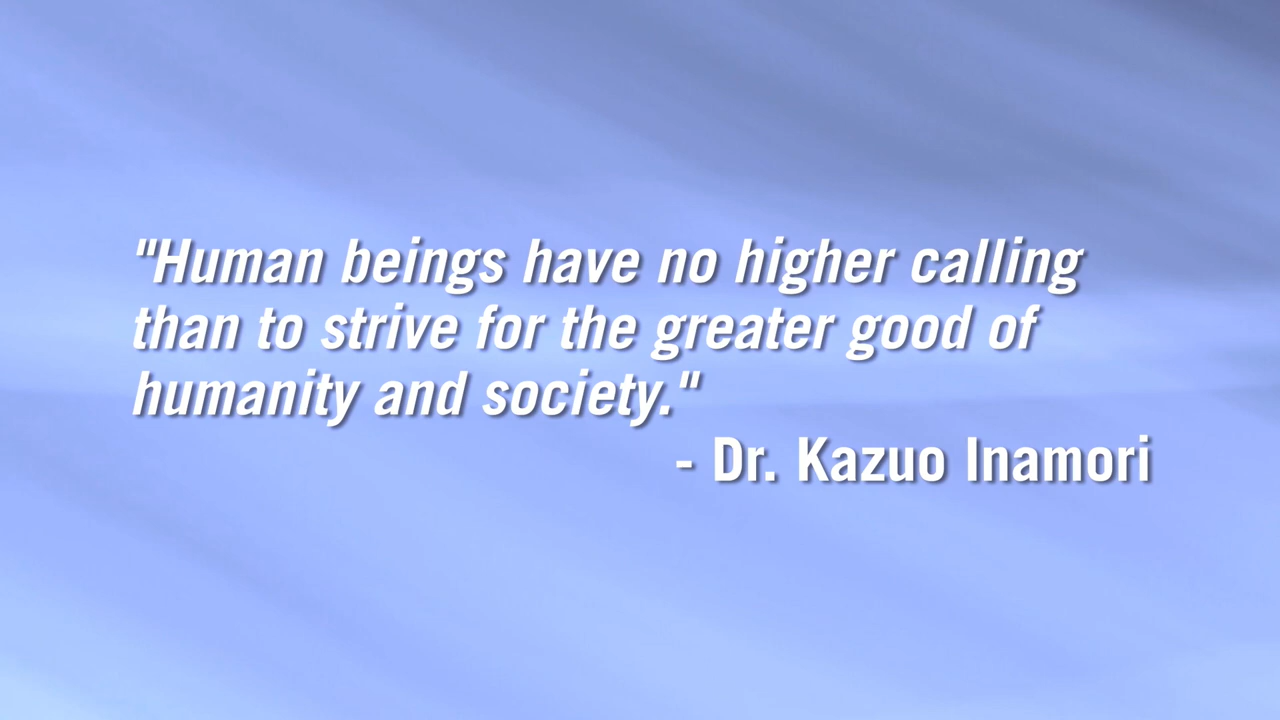 "Human beings have no higher calling
than to strive for the greater good of
humanity and society."
- Dr. Kazuo Inamori